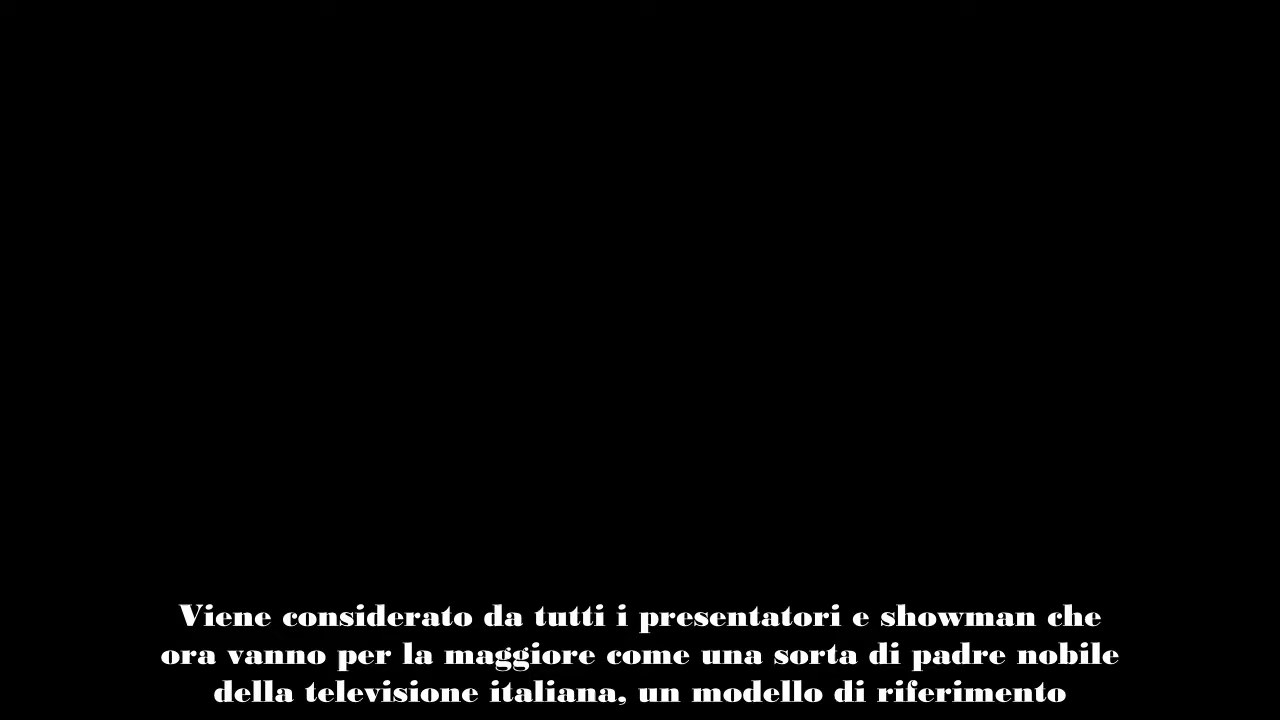 Viene considerato da tutti i presentatori e showman che
ora vanno per la maggiore come una sorta di padre nobile
della televisione italiana, un modello di riferimento